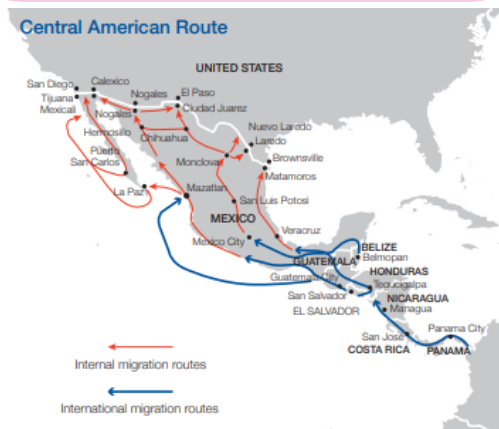 Central American Route
UNITED STATES
San Diego
Calexico
Nogales
El Paso
Tijuana
Mexicali
Nogales
Ciudad Juarez
Hermosillo
Chihuahua
Nuevo Laredo
Laredo
Puerto
San Carlos
Monclova
Brownsville
Matamoros
La Paz
Mazatlan
San Luis Potosi
MEXICO
Mexico City
Veracruz
BELIZE
Belmopan
GUATEMALA
Guatemala City
HONDURAS
Tegucigalpa
San Salvador
NICARAGUA
EL SALVADOR
Managua
San José
Panama City
COSTA RICA
PANAMA
Internal migration routes
International migration routes